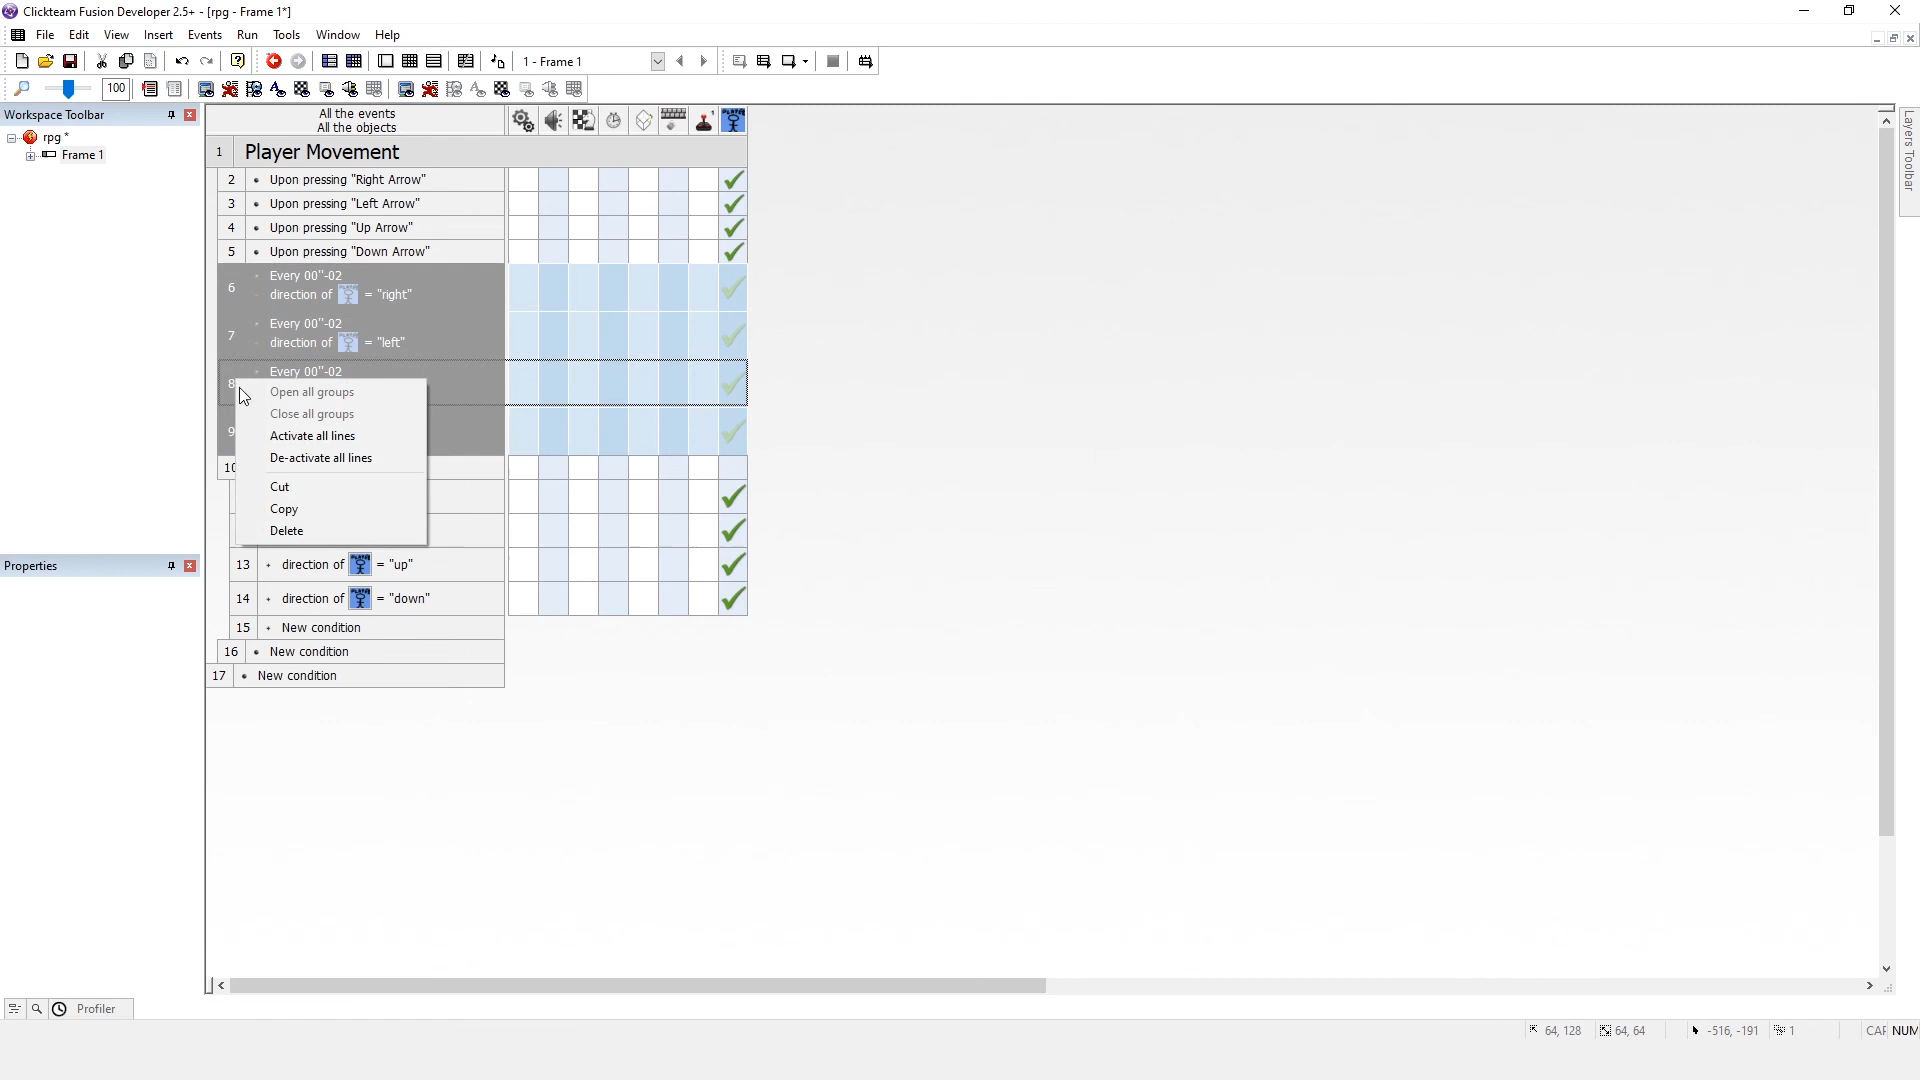 Clickteam Fusion Developer 2.5+ - [rpg - Frame 1*]
File Edit View Insert Events Run Tools Window Help
1 - Frame 1
100
Workspace Toolbar
rpg *
Frame 1
All the events
All the objects
1 Player Movement
2 Upon pressing "Right Arrow"
3 Upon pressing "Left Arrow"
4 Upon pressing "Up Arrow"
5 Upon pressing "Down Arrow"
6 Every 00"-02
direction of = "right"
7 Every 00"-02
direction of = "left"
8 Every 00"-02
9
10
Open all groups
Close all groups
Activate all lines
De-activate all lines
Cut
Copy
Delete
13 direction of = "up"
14 direction of = "down"
15 New condition
16 New condition
17 New condition
Properties
Layers Toolbar
Profiler
64, 128 64, 64 -516, -191 1 CAP NUM